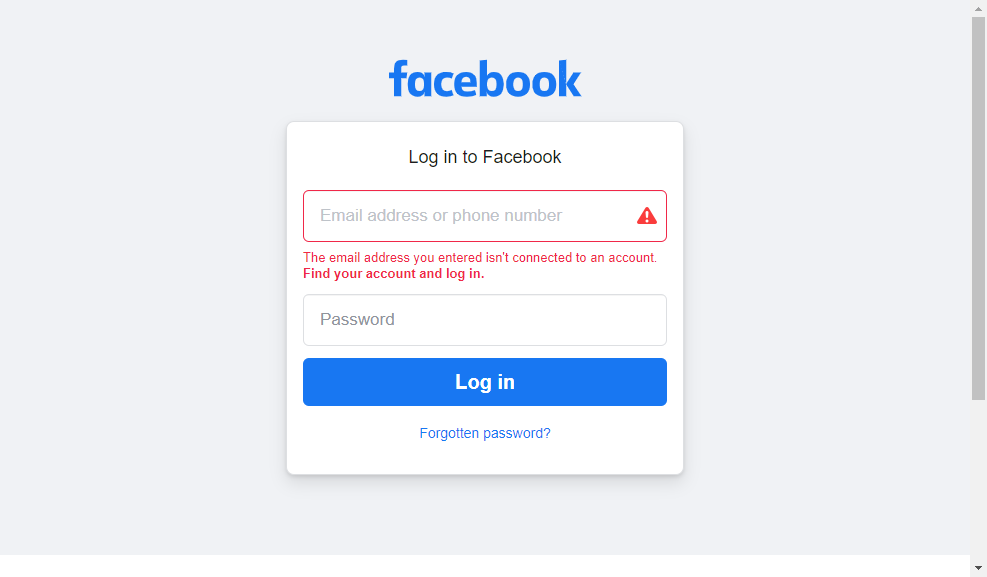 facebook
Log in to Facebook
Email address or phone number
The email address you entered isn't connected to an account.
Find your account and log in.
Password
Log in
Forgotten password?